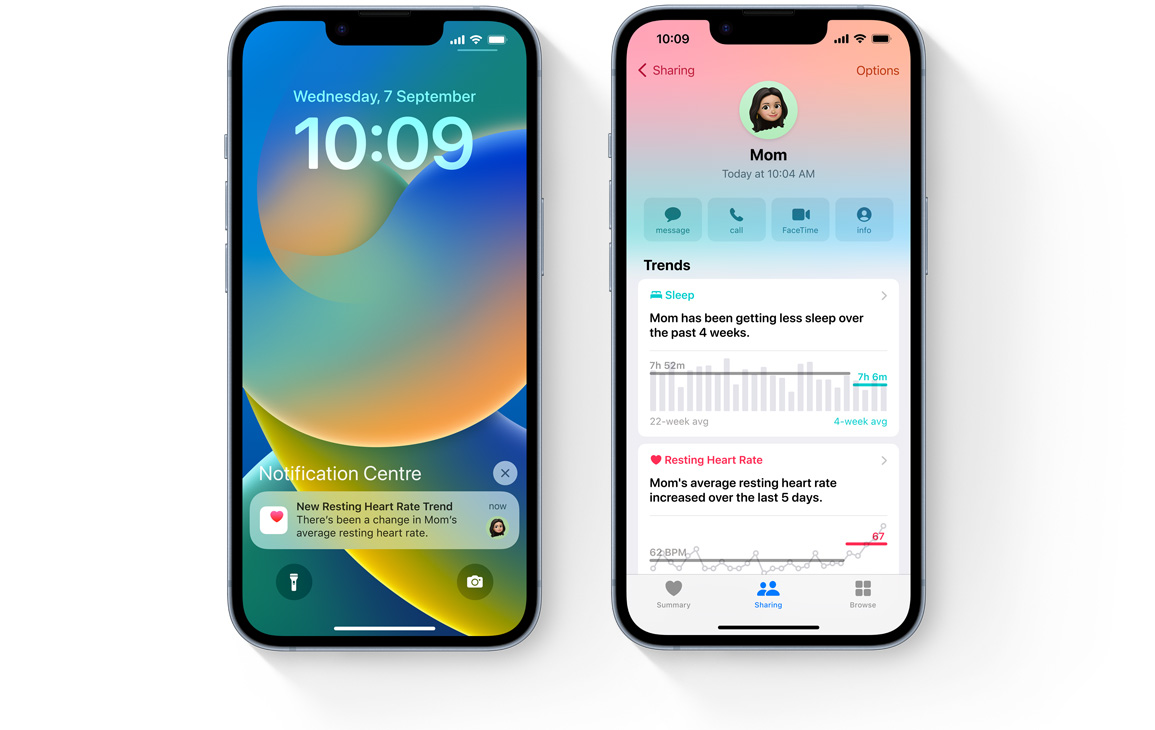 Wednesday, 7 September
10:09
Notification Centre
New Resting Heart Rate Trend
now
There's been a change in Mom's
average resting heart rate.
10:09
Sharing
Options
Mom
Today at 10:04 AM
message
call
FaceTime
info
Trends
Sleep
Mom has been getting less sleep over
the past 4 weeks.
7h 52m
7h 6m
22-week avg
4-week avg
Resting Heart Rate
Mom's average resting heart rate
increased over the last 5 days.
67
62 BPM
Summary
Sharing
Browse